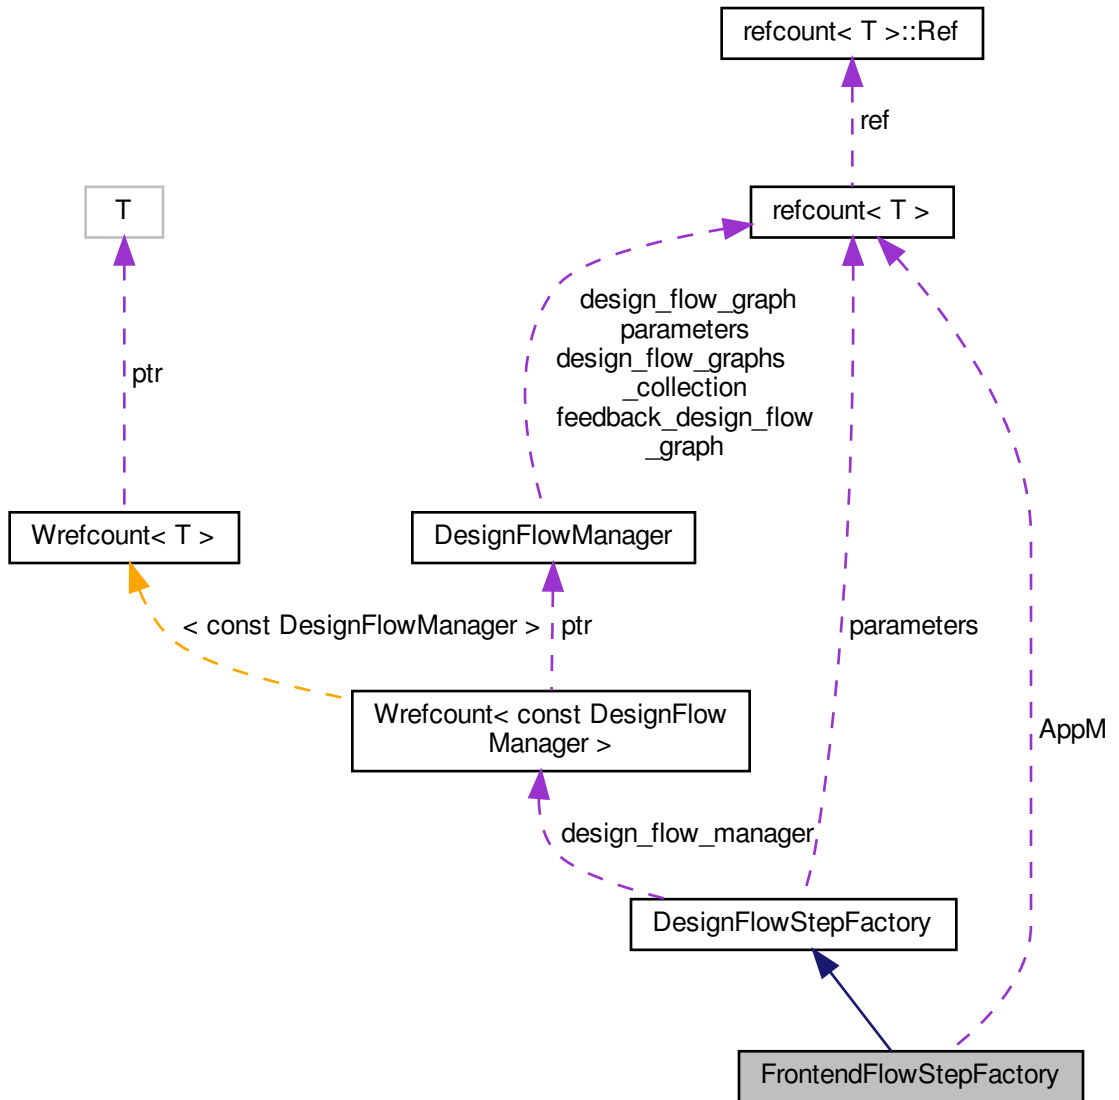 refcount< T >::Ref
ref
T
refcount< T >
design_flow_graph
parameters
design_flow_graphs
_collection
feedback_design_flow
_graph
ptr
Wrefcount< T >
DesignFlowManager
< const DesignFlowManager >
ptr
parameters
Wrefcount< const DesignFlow
Manager >
AppM
design_flow_manager
DesignFlowStepFactory
FrontendFlowStepFactory